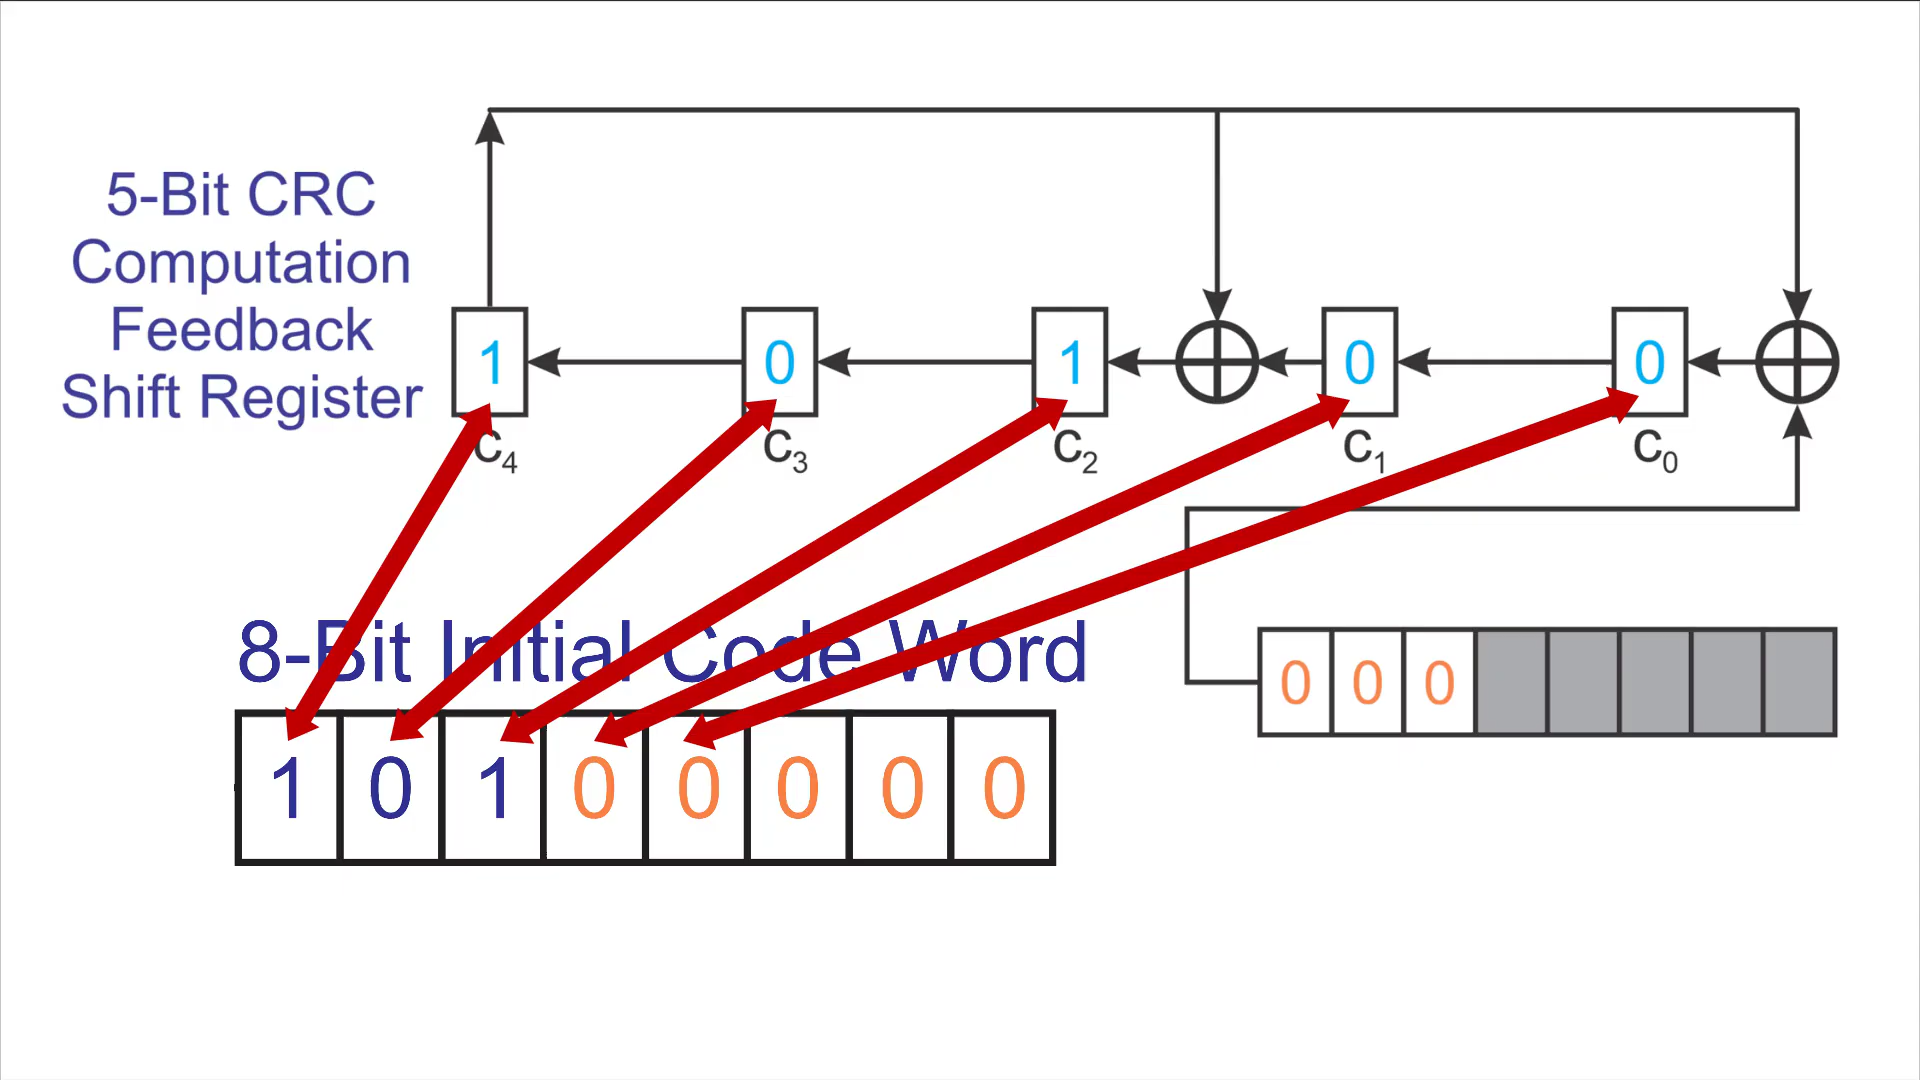 5-Bit CRC
Computation
Feedback
Shift Register
1 0 1 0 0
c4 c3 c2 c1 c0
8-Bit Initial Code Word
0 0 0
1 0 1 0 0 0 0 0